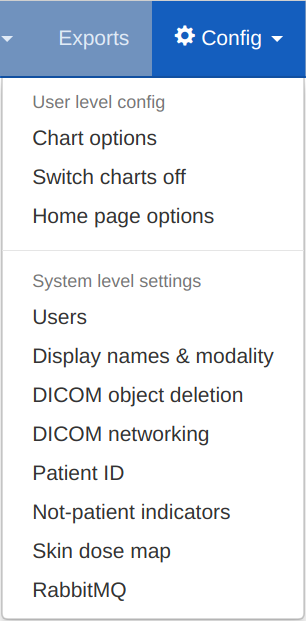 Exports
Config
User level config
Chart options
Switch charts off
Home page options
System level settings
Users
Display names & modality
DICOM object deletion
DICOM networking
Patient ID
Not-patient indicators
Skin dose map
RabbitMQ